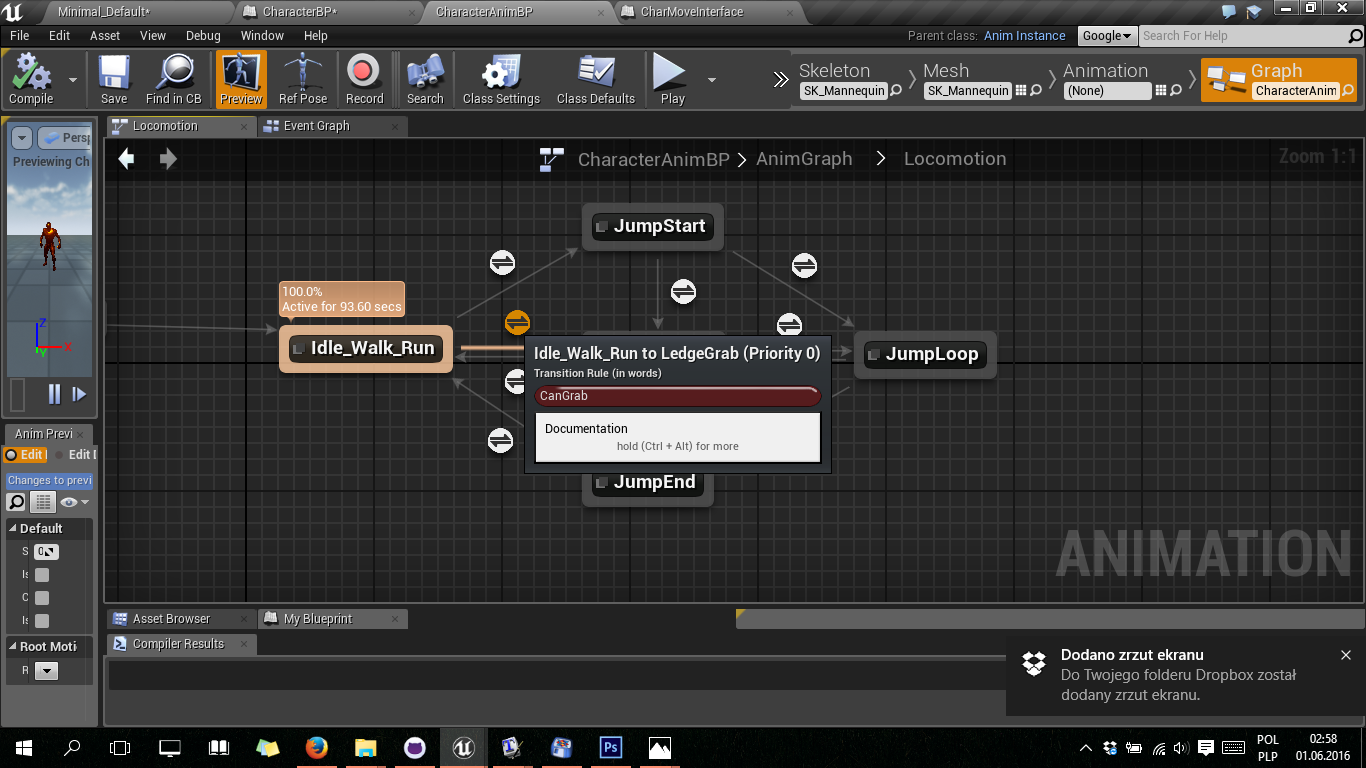 Minimal_Default*
CharacterBP*
CharacterAnimBP
CharMoveInterface
File Edit Asset View Debug Window Help
Parent class: Anim Instance
Google
Search For Help
Compile
Save
Find in CB
Preview
Ref Pose
Record
Search
Class Settings
Class Defaults
Play
Skeleton
SK_Mannequin
Mesh
SK_Mannequin
Animation
(None)
Graph
CharacterAnim
Locomotion
Event Graph
Persp
Previewing Ch
CharacterAnimBP > AnimGraph > Locomotion
Zoom 1:1
JumpStart
100.0%
Active for 93.60 secs
Idle_Walk_Run
JumpLoop
Idle_Walk_Run to LedgeGrab (Priority 0)
Transition Rule (in words)
CanGrab
Documentation
hold (Ctrl + Alt) for more
JumpEnd
ANIMATION
Z
X
Y
Anim Previ
Edit
Edit
Changes to previ
Default
S
Is
C
Is
Root Moti
R
Asset Browser
My Blueprint
Compiler Results
Dodano zrzut ekranu
Do Twojego folderu Dropbox został
dodany zrzut ekranu.
Ps
POL
PLP
02:58
01.06.2016